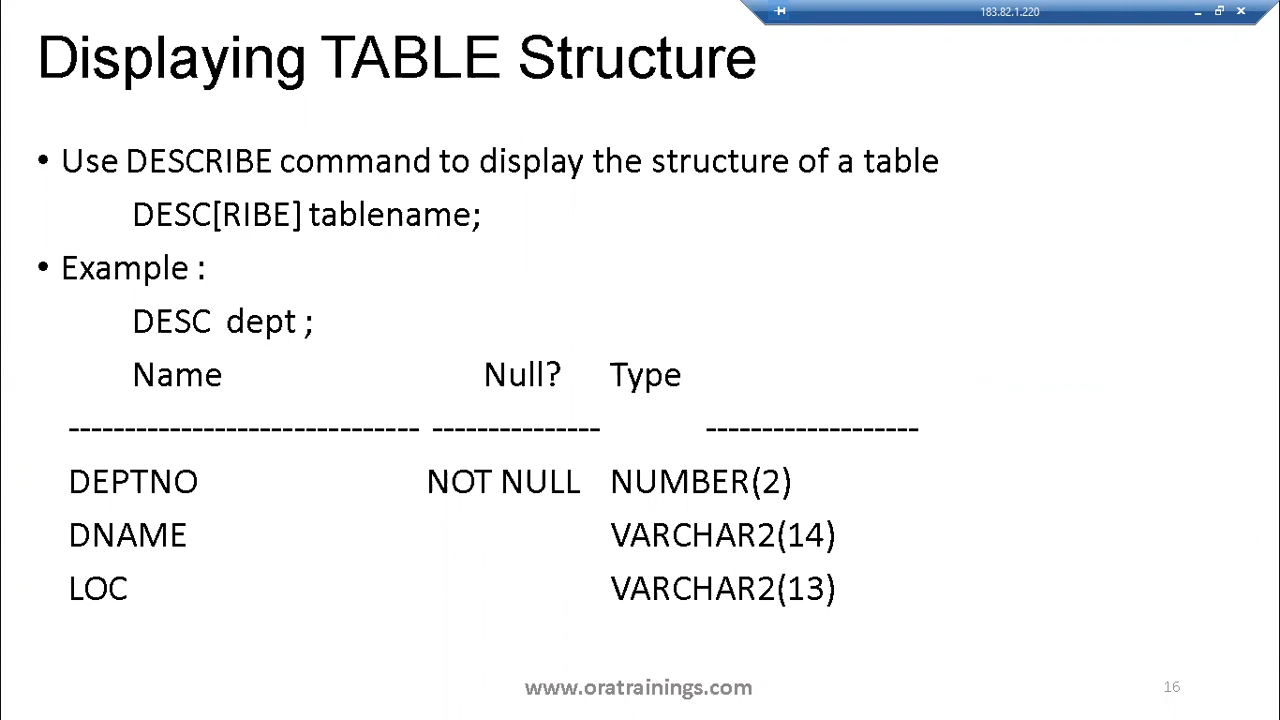 183.82.1.220
Displaying TABLE Structure
• Use DESCRIBE command to display the structure of a table
DESC[RIBE] tablename;
• Example :
DESC dept ;
Name Null? Type
------------------------------- --------------- -------------------
DEPTNO NOT NULL NUMBER(2)
DNAME VARCHAR2(14)
LOC VARCHAR2(13)
www.oratrainings.com 16